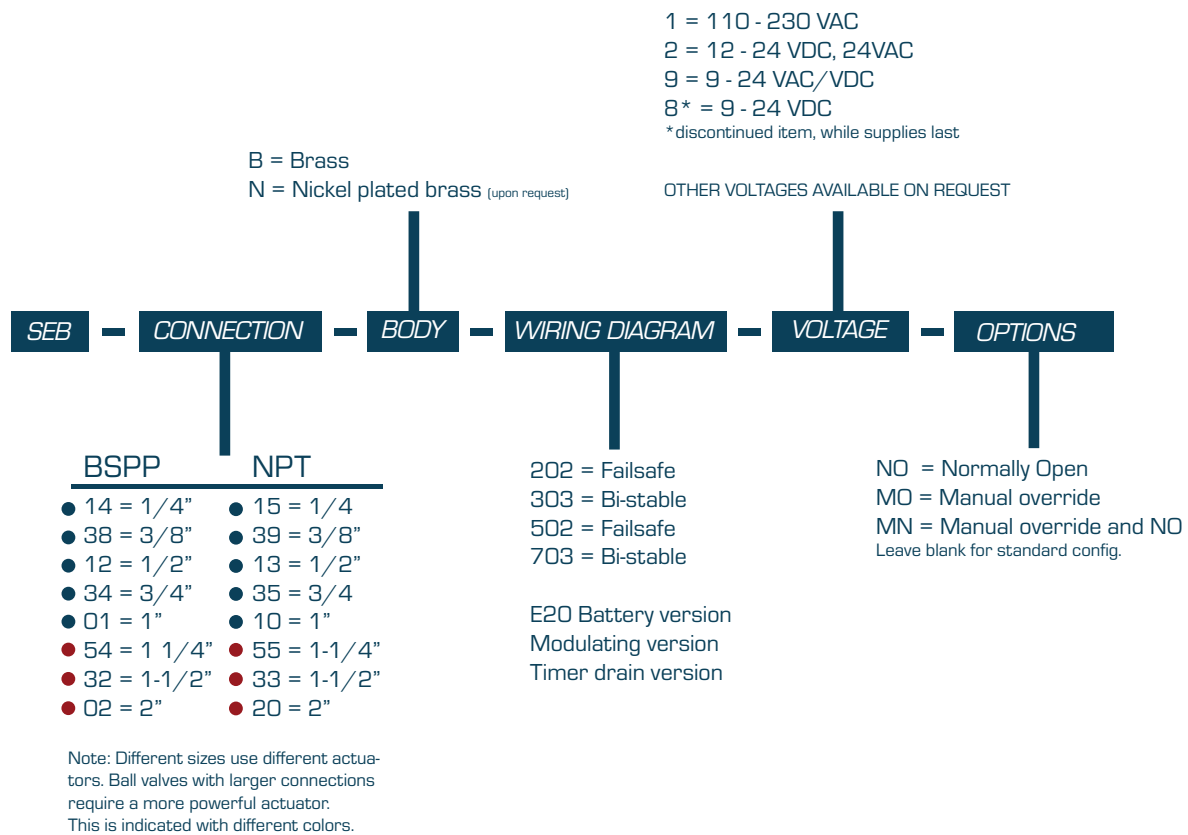 1 = 110 - 230 VAC
2 = 12 - 24 VDC, 24VAC
9 = 9 - 24 VAC/VDC
8* = 9 - 24 VDC
*discontinued item, while supplies last
B = Brass
N = Nickel plated brass (upon request)
OTHER VOLTAGES AVAILABLE ON REQUEST
SEB - CONNECTION - BODY - WIRING DIAGRAM - VOLTAGE - OPTIONS
BSPP NPT
14 = 1/4” 15 = 1/4
38 = 3/8” 39 = 3/8”
12 = 1/2” 13 = 1/2”
34 = 3/4” 35 = 3/4
01 = 1” 10 = 1”
54 = 1 1/4” 55 = 1-1/4”
32 = 1-1/2” 33 = 1-1/2”
02 = 2” 20 = 2”
Note: Different sizes use different actua-
tors. Ball valves with larger connections
require a more powerful actuator.
This is indicated with different colors.
202 = Failsafe
303 = Bi-stable
502 = Failsafe
703 = Bi-stable
E20 Battery version
Modulating version
Timer drain version
NO = Normally Open
MO = Manual override
MN = Manual override and NO
Leave blank for standard config.